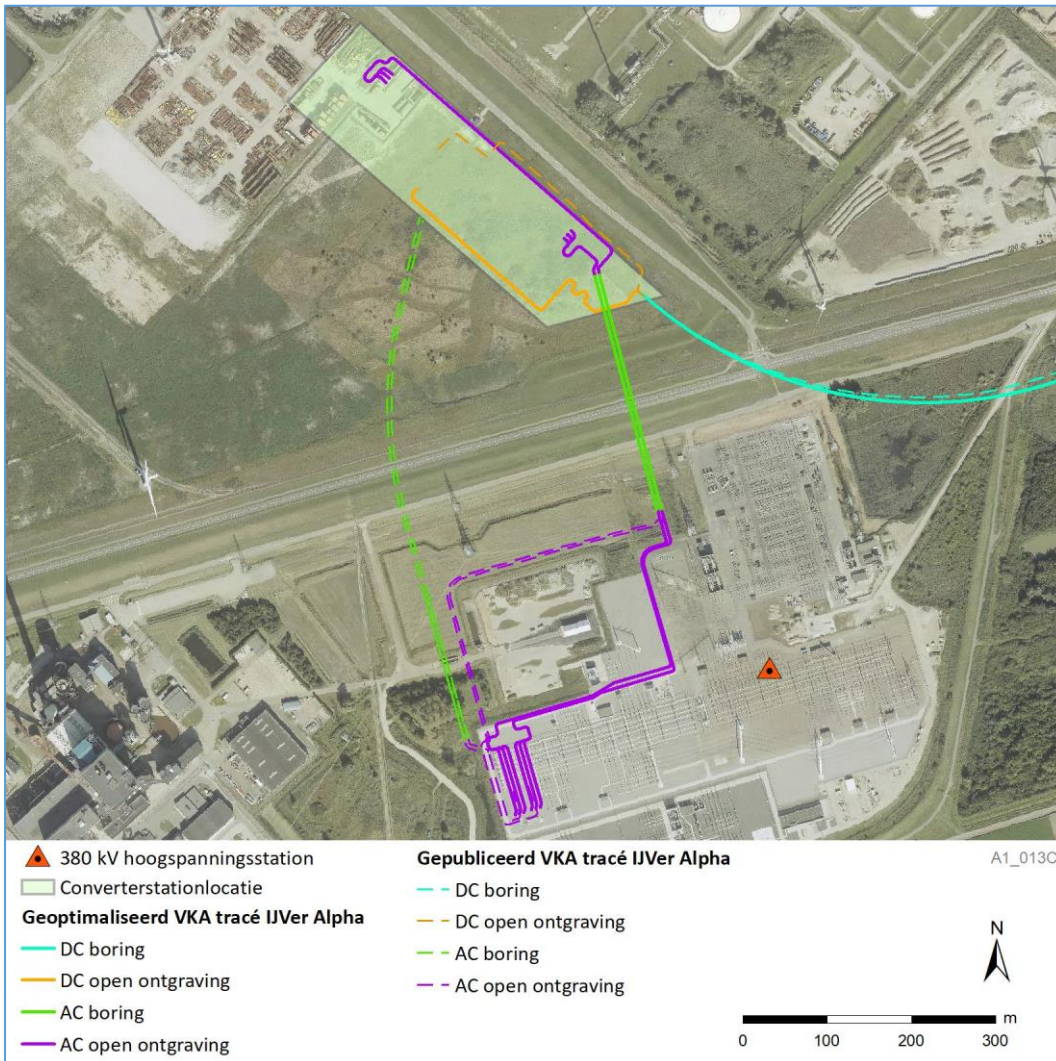 380 kV hoogspanningsstation
Converterstationlocatie
Geoptimaliseerd VKA tracé IJVer Alpha
DC boring
DC open ontgraving
AC boring
AC open ontgraving
Gepubliceerd VKA tracé IJVer Alpha
DC boring
DC open ontgraving
AC boring
AC open ontgraving
A1_013C
N
m
0 100 200 300